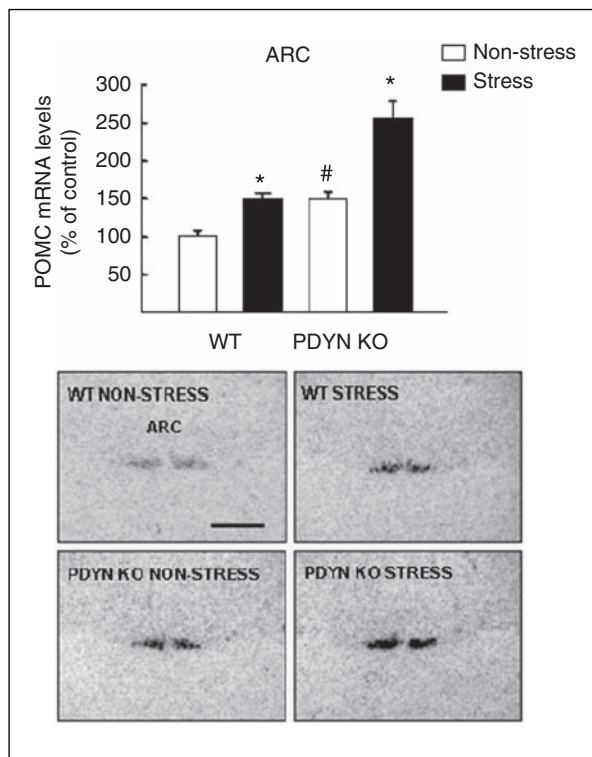 ARC
Non-stress
Stress
POMC mRNA levels
(% of control)
300
250
200
150
100
50
*
#
*
WT
PDYN KO
WT NON-STRESS
ARC
WT STRESS
PDYN KO NON-STRESS
PDYN KO STRESS